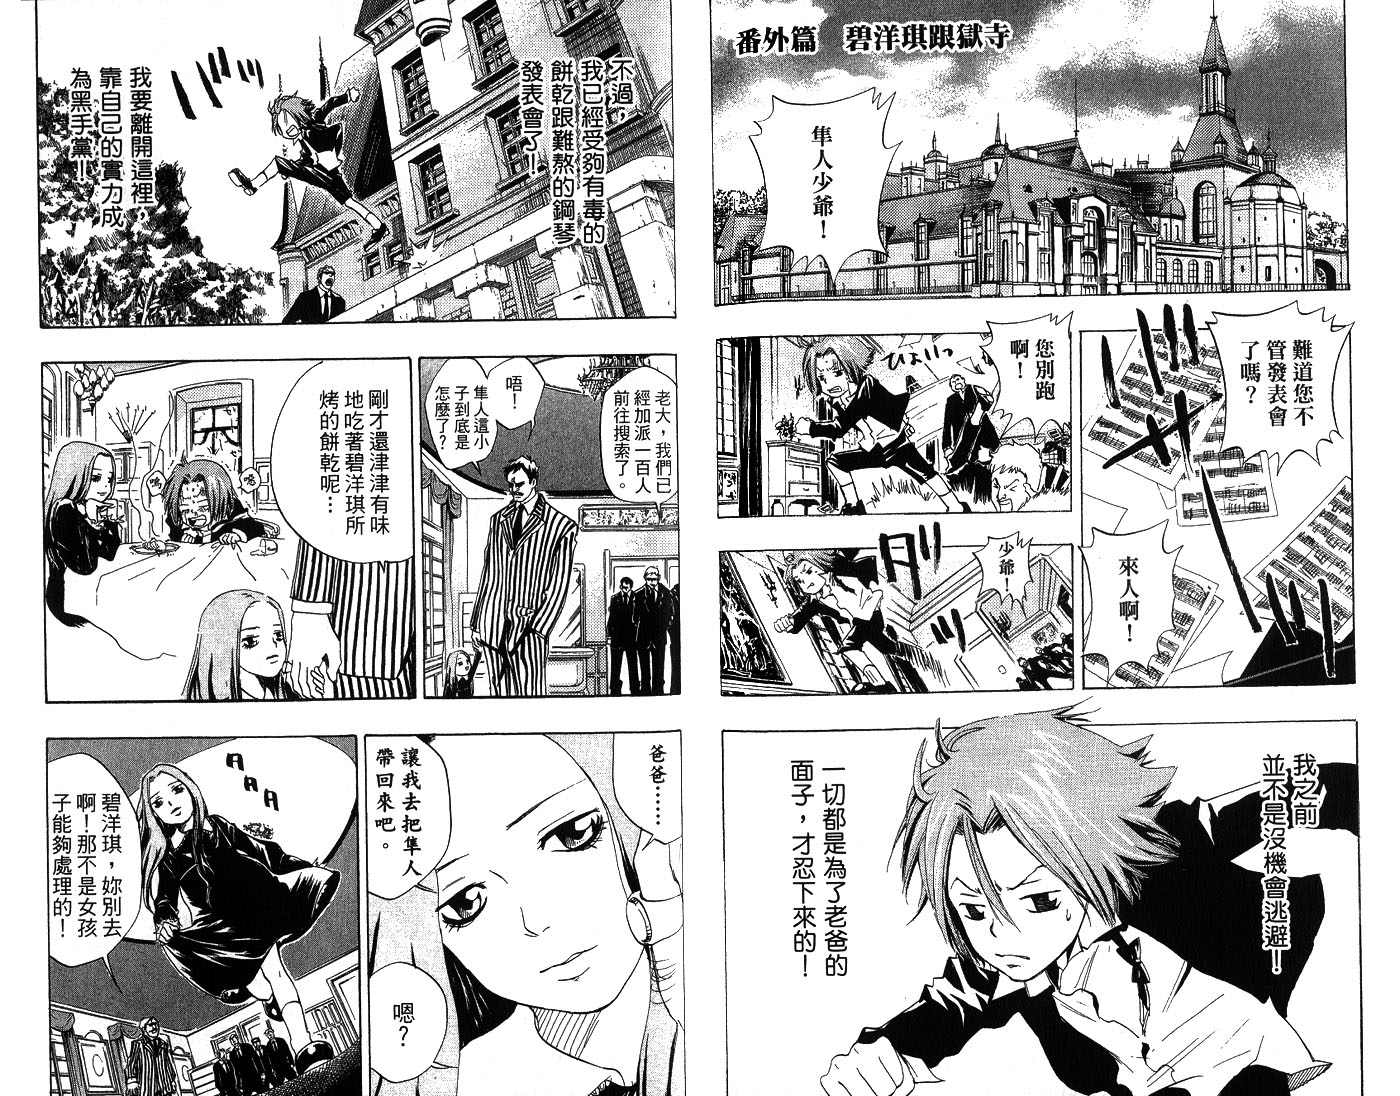 番外篇　碧洋琪跟獄寺
隼人少爺！
難道您不
管發表會
了嗎？
來人啊！
您別跑
啊！
ひょいっ
少爺！
ダダッ
我之前
並不是沒機會逃避！
一切都是為了老爸的
面子，才忍下來的！
不過，
我已經受夠有毒的
餅乾跟難熬的鋼琴
發表會了！
我要離開這裡，
靠自己的實力成
為黑手黨！
老大，我們已
經加派一百人
前往搜索了。
唔！
隼人這小
子到底是
怎麼了？
剛才還津津有味
地吃著碧洋琪所
烤的餅乾呢…
嗚
嗚
爸爸……
讓我去把隼人
帶回來吧。
嗯？
碧洋琪，妳別去
啊！那不是女孩
子能夠處理的！